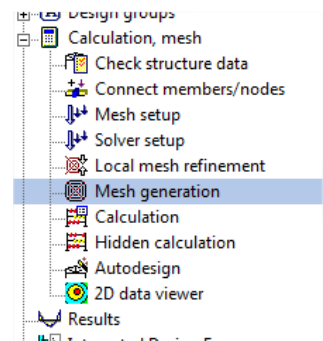 Design groups
Calculation, mesh
Check structure data
Connect members/nodes
Mesh setup
Solver setup
Local mesh refinement
Mesh generation
Calculation
Hidden calculation
Autodesign
2D data viewer
Results